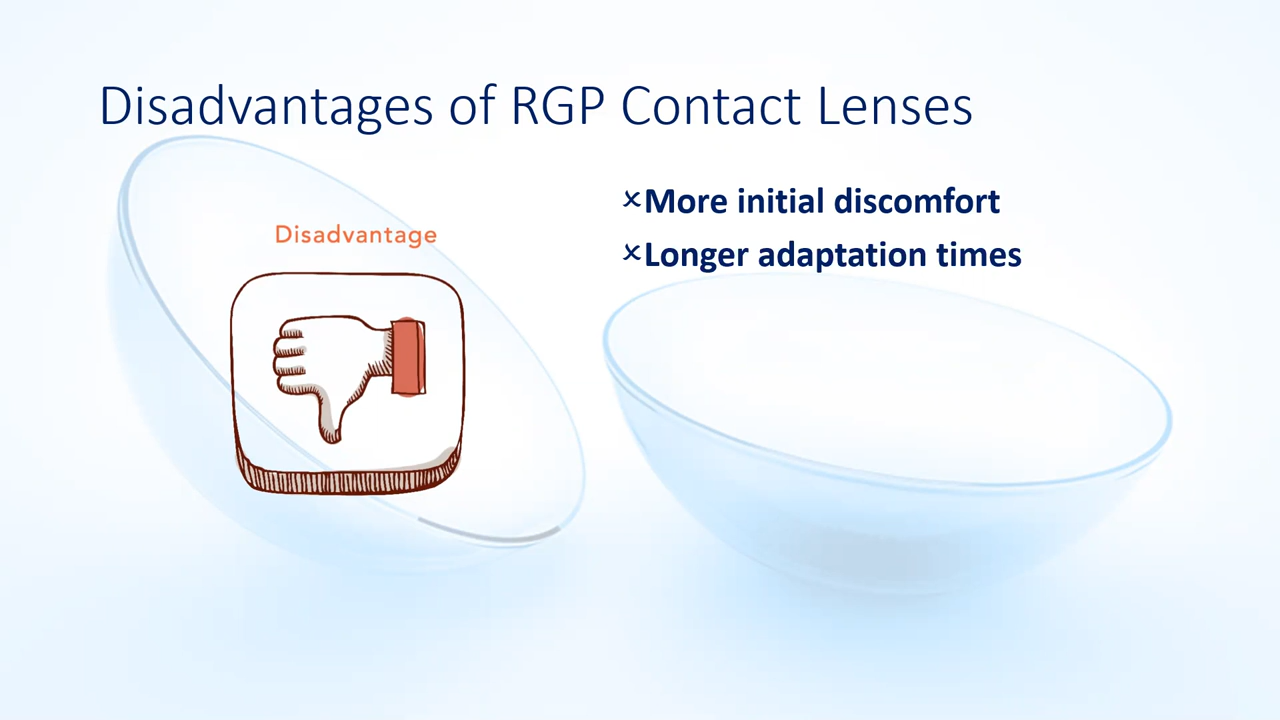 Disadvantages of RGP Contact Lenses
Disadvantage
×More initial discomfort
×Longer adaptation times